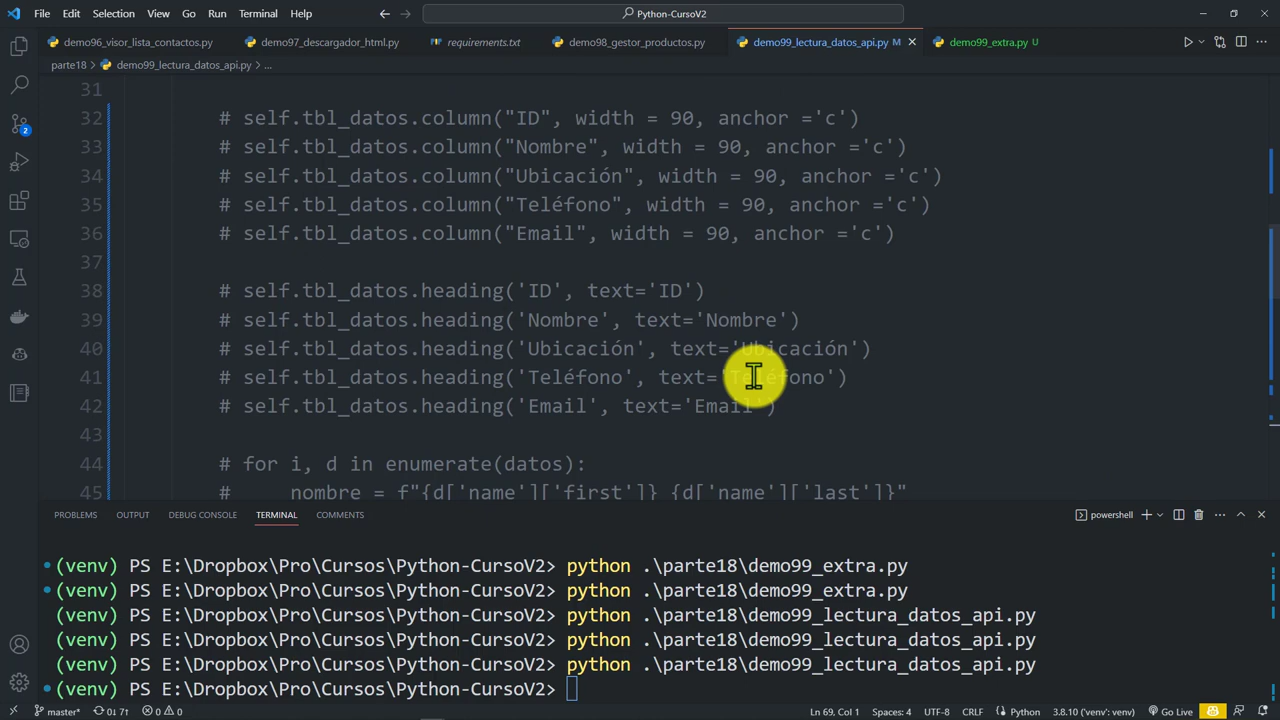 File Edit Selection View Go Run Terminal Help
Python-CursoV2
demo96_visor_lista_contactos.py demo97_descargador_html.py requirements.txt demo98_gestor_productos.py demo99_lectura_datos_api.py M demo99_extra.py U
parte18 > demo99_lectura_datos_api.py > ...
31
32 # self.tbl_datos.column("ID", width = 90, anchor ='c')
33 # self.tbl_datos.column("Nombre", width = 90, anchor ='c')
34 # self.tbl_datos.column("Ubicación", width = 90, anchor ='c')
35 # self.tbl_datos.column("Teléfono", width = 90, anchor ='c')
36 # self.tbl_datos.column("Email", width = 90, anchor ='c')
37
38 # self.tbl_datos.heading('ID', text='ID')
39 # self.tbl_datos.heading('Nombre', text='Nombre')
40 # self.tbl_datos.heading('Ubicación', text='Ubicación')
41 # self.tbl_datos.heading('Teléfono', text='Teléfono')
42 # self.tbl_datos.heading('Email', text='Email')
43
44 # for i, d in enumerate(datos):
45 #     nombre = f"{d['name']['first']} {d['name']['last']}"
PROBLEMS OUTPUT DEBUG CONSOLE TERMINAL COMMENTS powershell
(venv) PS E:\Dropbox\Pro\Cursos\Python-CursoV2> python .\parte18\demo99_extra.py
(venv) PS E:\Dropbox\Pro\Cursos\Python-CursoV2> python .\parte18\demo99_extra.py
(venv) PS E:\Dropbox\Pro\Cursos\Python-CursoV2> python .\parte18\demo99_lectura_datos_api.py
(venv) PS E:\Dropbox\Pro\Cursos\Python-CursoV2> python .\parte18\demo99_lectura_datos_api.py
(venv) PS E:\Dropbox\Pro\Cursos\Python-CursoV2> python .\parte18\demo99_lectura_datos_api.py
(venv) PS E:\Dropbox\Pro\Cursos\Python-CursoV2>
2
master* 0↓ 7↑ 0 0 Ln 69, Col 1 Spaces: 4 UTF-8 CRLF Python 3.8.10 ('venv': venv) Go Live